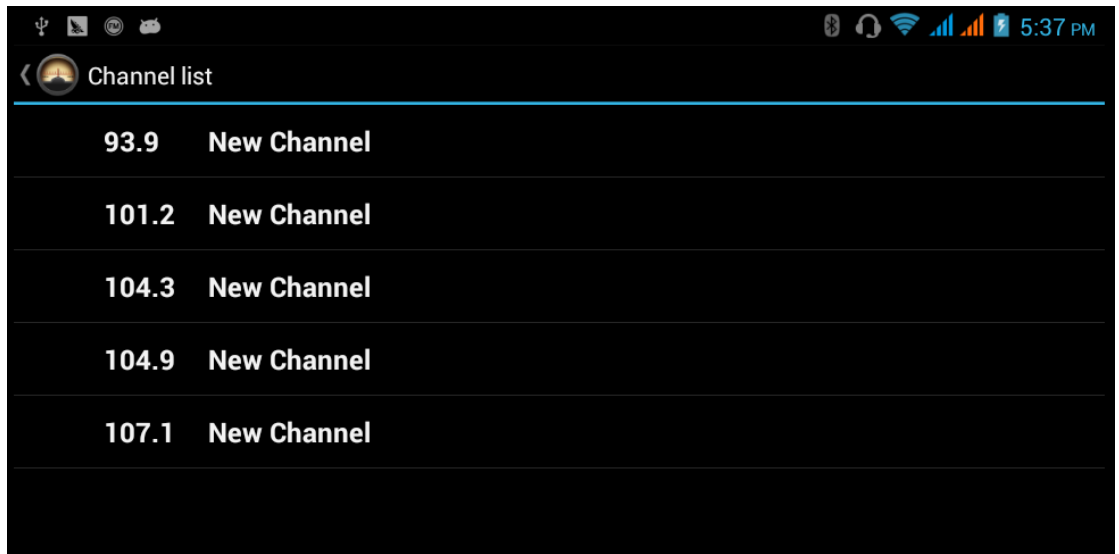 FM
5:37 PM
Channel list
93.9 New Channel
101.2 New Channel
104.3 New Channel
104.9 New Channel
107.1 New Channel